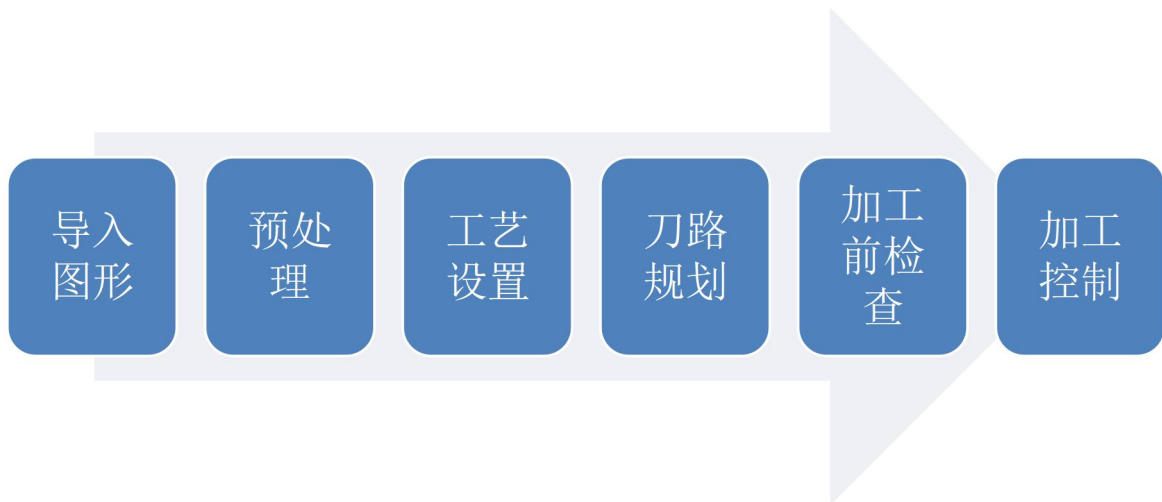 导入
图形
预处
理
工艺
设置
刀路
规划
加工
前检
查
加工
控制